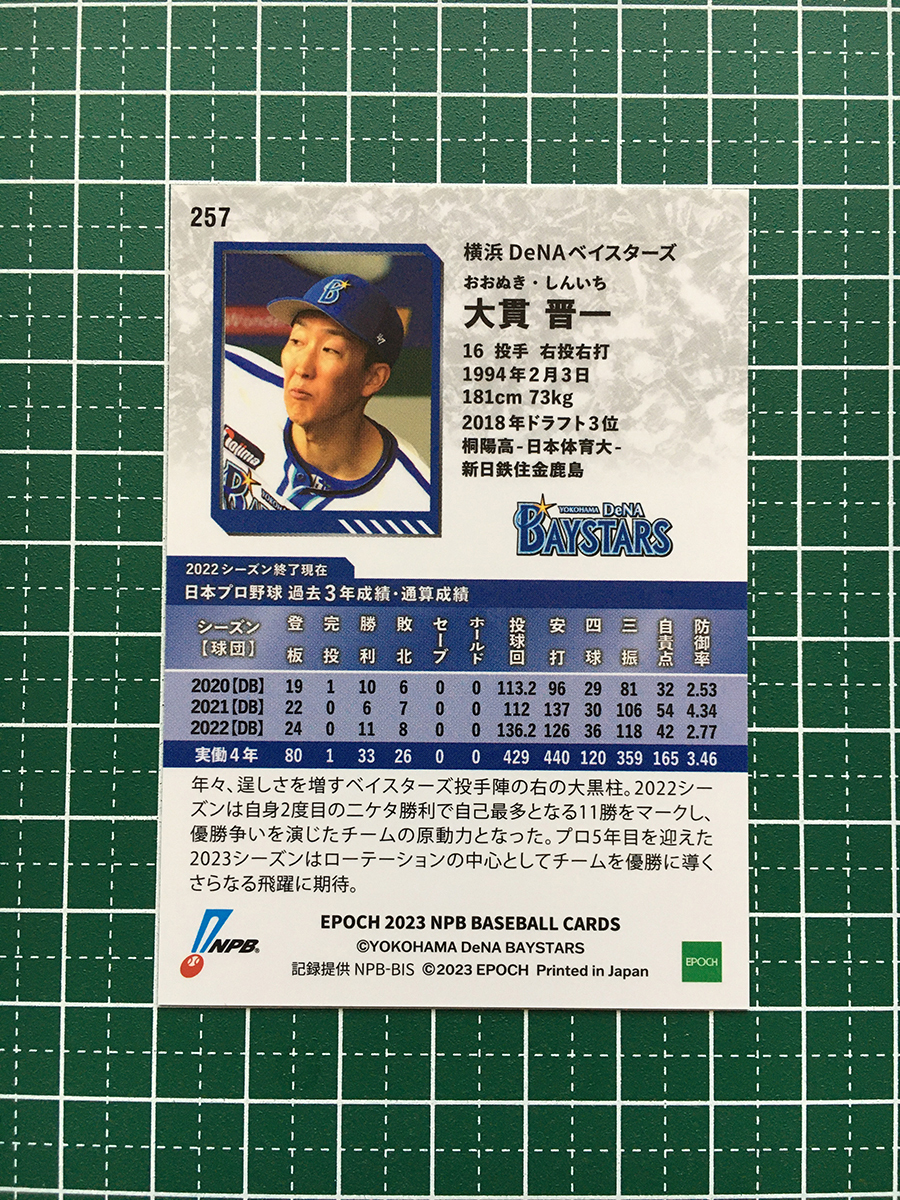 257
横浜 DeNA ベイスターズ
おおぬき・しんいち
大貫 晋一
16 投手 右投右打
1994年2月3日
181cm 73kg
2018年ドラフト3位
桐陽高-日本体育大-
新日鉄住金鹿島
Tajima
YOKOHAMA DeNA
BAYSTARS
2022シーズン終了現在
日本プロ野球 過去3年成績・通算成績
シーズン【球団】 登板 完投 勝利 敗北 セーブ ホールド 投球回 安打 四球 三振 自責点 防御率
2020【DB】 19 1 10 6 0 0 113.2 96 29 81 32 2.53
2021【DB】 22 0 6 7 0 0 112 137 30 106 54 4.34
2022【DB】 24 0 11 8 0 0 136.2 126 36 118 42 2.77
実働4年 80 1 33 26 0 0 429 440 120 359 165 3.46
年々、逞しさを増すベイスターズ投手陣の右の大黒柱。2022シー
ズンは自身2度目の二ケタ勝利で自己最多となる11勝をマークし、
優勝争いを演じたチームの原動力となった。プロ5年目を迎えた
2023シーズンはローテーションの中心としてチームを優勝に導く
さらなる飛躍に期待。
NPB®
EPOCH 2023 NPB BASEBALL CARDS
©YOKOHAMA DeNA BAYSTARS
記録提供 NPB-BIS ©2023 EPOCH Printed in Japan
EPOCH